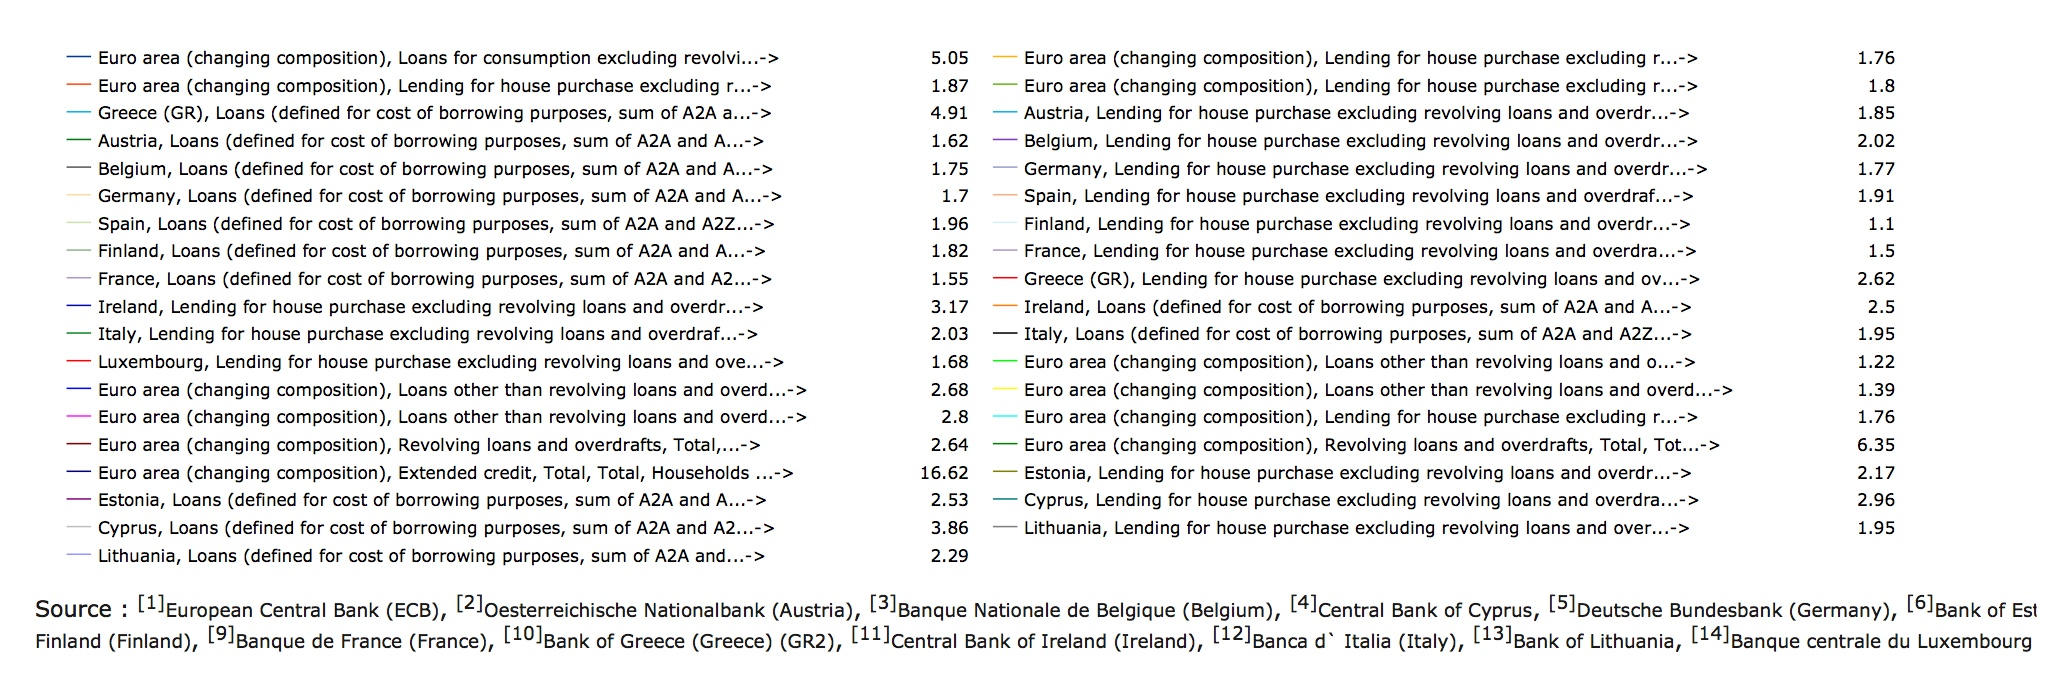 Euro area (changing composition), Loans for consumption excluding revolvi...-> 5.05
Euro area (changing composition), Lending for house purchase excluding r...-> 1.87
Greece (GR), Loans (defined for cost of borrowing purposes, sum of A2A a...-> 4.91
Austria, Loans (defined for cost of borrowing purposes, sum of A2A and A...-> 1.62
Belgium, Loans (defined for cost of borrowing purposes, sum of A2A and A...-> 1.75
Germany, Loans (defined for cost of borrowing purposes, sum of A2A and A...-> 1.7
Spain, Loans (defined for cost of borrowing purposes, sum of A2A and A2Z...-> 1.96
Finland, Loans (defined for cost of borrowing purposes, sum of A2A and A...-> 1.82
France, Loans (defined for cost of borrowing purposes, sum of A2A and A2...-> 1.55
Ireland, Lending for house purchase excluding revolving loans and overdr...-> 3.17
Italy, Lending for house purchase excluding revolving loans and overdraf...-> 2.03
Luxembourg, Lending for house purchase excluding revolving loans and ove...-> 1.68
Euro area (changing composition), Loans other than revolving loans and overd...-> 2.68
Euro area (changing composition), Loans other than revolving loans and overd...-> 2.8
Euro area (changing composition), Revolving loans and overdrafts, Total,...-> 2.64
Euro area (changing composition), Extended credit, Total, Total, Households ...-> 16.62
Estonia, Loans (defined for cost of borrowing purposes, sum of A2A and A...-> 2.53
Cyprus, Loans (defined for cost of borrowing purposes, sum of A2A and A2...-> 3.86
Lithuania, Loans (defined for cost of borrowing purposes, sum of A2A and...-> 2.29
Euro area (changing composition), Lending for house purchase excluding r...-> 1.76
Euro area (changing composition), Lending for house purchase excluding r...-> 1.8
Austria, Lending for house purchase excluding revolving loans and overdr...-> 1.85
Belgium, Lending for house purchase excluding revolving loans and overdr...-> 2.02
Germany, Lending for house purchase excluding revolving loans and overdr...-> 1.77
Spain, Lending for house purchase excluding revolving loans and overdraf...-> 1.91
Finland, Lending for house purchase excluding revolving loans and overdr...-> 1.1
France, Lending for house purchase excluding revolving loans and overdra...-> 1.5
Greece (GR), Lending for house purchase excluding revolving loans and ov...-> 2.62
Ireland, Loans (defined for cost of borrowing purposes, sum of A2A and A...-> 2.5
Italy, Loans (defined for cost of borrowing purposes, sum of A2A and A2Z...-> 1.95
Euro area (changing composition), Loans other than revolving loans and o...-> 1.22
Euro area (changing composition), Loans other than revolving loans and overd...-> 1.39
Euro area (changing composition), Lending for house purchase excluding r...-> 1.76
Euro area (changing composition), Revolving loans and overdrafts, Total, Tot...-> 6.35
Estonia, Lending for house purchase excluding revolving loans and overdr...-> 2.17
Cyprus, Lending for house purchase excluding revolving loans and overdra...-> 2.96
Lithuania, Lending for house purchase excluding revolving loans and over...-> 1.95
Source : [1]European Central Bank (ECB), [2]Oesterreichische Nationalbank (Austria), [3]Banque Nationale de Belgique (Belgium), [4]Central Bank of Cyprus, [5]Deutsche Bundesbank (Germany), [6]Bank of Est
Finland (Finland), [9]Banque de France (France), [10]Bank of Greece (Greece) (GR2), [11]Central Bank of Ireland (Ireland), [12]Banca d` Italia (Italy), [13]Bank of Lithuania, [14]Banque centrale du Luxembourg